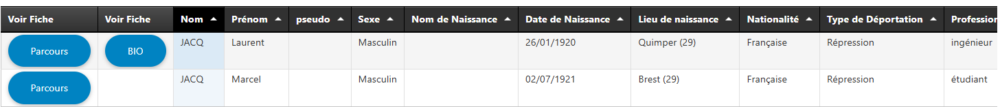 Voir Fiche Voir Fiche Nom Prénom pseudo Sexe Nom de Naissance Date de Naissance Lieu de naissance Nationalité Type de Déportation Profession
Parcours BIO JACQ Laurent Masculin 26/01/1920 Quimper (29) Française Répression ingénieur
Parcours JACQ Marcel Masculin 02/07/1921 Brest (29) Française Répression étudiant